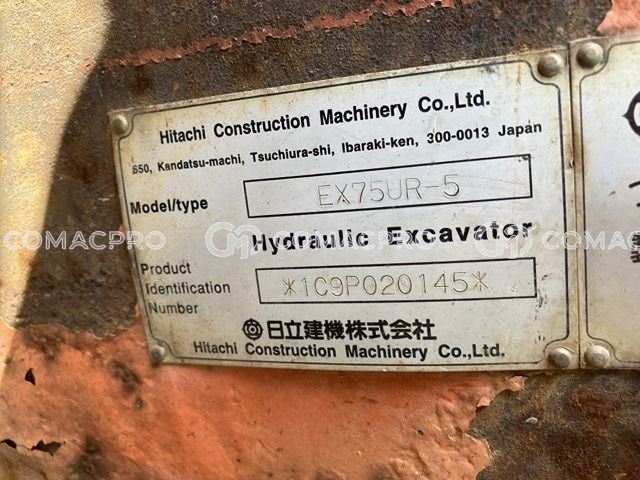 Hitachi Construction Machinery Co.,Ltd.
650, Kandatsu-machi, Tsuchiura-shi, Ibaraki-ken, 300-0013 Japan
Model/type EX75UR-5
Hydraulic Excavator
Product
Identification
Number
*1C9P020145*
日立建機株式会社
Hitachi Construction Machinery Co.,Ltd.
COMACPRO COMACPRO COMACPRO